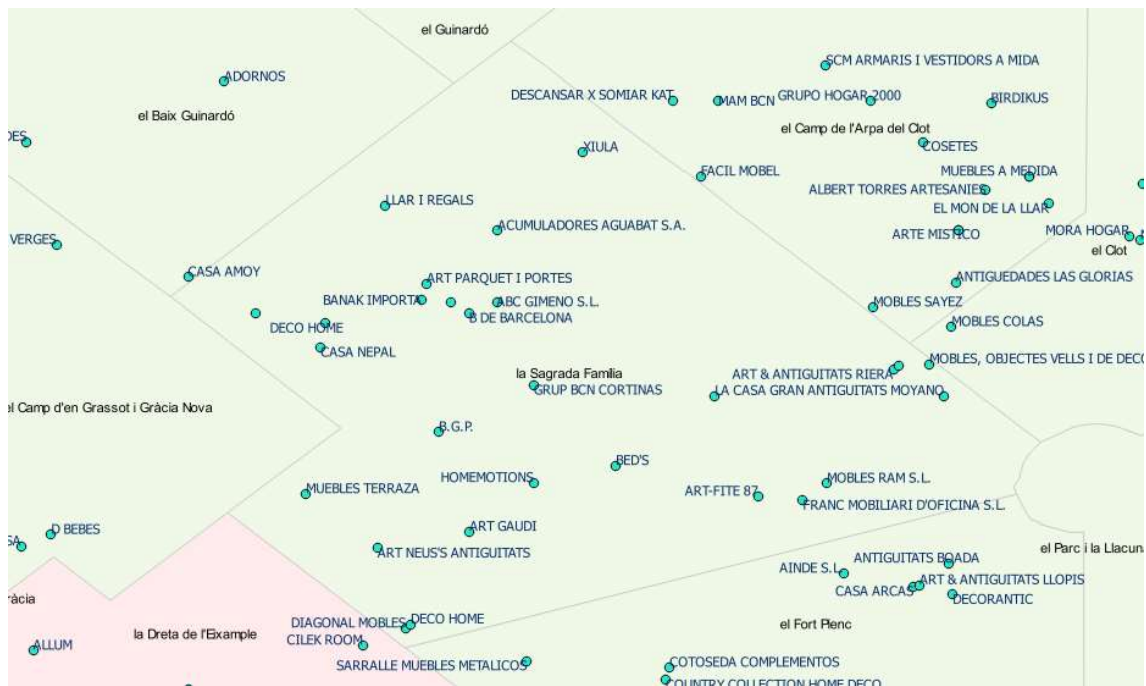 el Guinardó
SCM ARMARIS I VESTIDORS A MIDA
ADORNOS
DESCANSAR X SOMIAR KAT
MAM BCN
GRUPO HOGAR 2000
BIRDIKUS
el Baix Guinardó
el Camp de l'Arpa del Clot
DES
XIULA
COSETES
FACIL MOBEL
MUEBLES A MEDIDA
ALBERT TORRES ARTESANIES
LLAR I REGALS
EL MON DE LA LLAR
ACUMULADORES AGUABAT S.A.
ARTE MISTICO
MORA HOGAR
VERGES
el Clot
CASA AMOY
ART PARQUET I PORTES
ANTIGUEDADES LAS GLORIAS
BANAK IMPORTA
ABC GIMENO S.L.
MOBLES SAYEZ
B DE BARCELONA
MOBLES COLAS
DECO HOME
CASA NEPAL
MOBLES, OBJECTES VELLS I DE DECO
la Sagrada Família
ART & ANTIGUITATS RIERA
GRUP BCN CORTINAS
LA CASA GRAN ANTIGUITATS MOYANO
el Camp d'en Grassot i Gràcia Nova
B.G.P.
BED'S
HOMEMOTIONS
MOBLES RAM S.L.
MUEBLES TERRAZA
ART-FITE 87
FRANC MOBILIARI D'OFICINA S.L.
D BEBES
ART GAUDI
SA
ART NEUS'S ANTIGUITATS
el Parc i la Llacuna
ANTIGUITATS BOADA
AINDE S.L.
ART & ANTIGUITATS LLOPIS
CASA ARCAS
DECORANTIC
ràcia
DECO HOME
DIAGONAL MOBLES
el Fort Pienc
la Dreta de l'Eixample
CILEK ROOM
ALLUM
SARRALLE MUEBLES METALICOS
COTOSEDA COMPLEMENTOS
COUNTRY COLLECTION HOME DECO